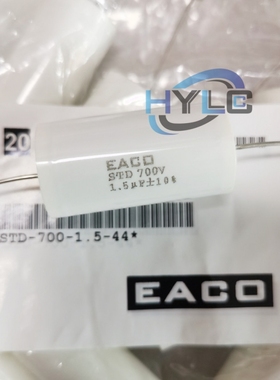 HYLC
20
EACO
STD 700V
1.5µF±10%
STD-700-1.5-44*
EACO